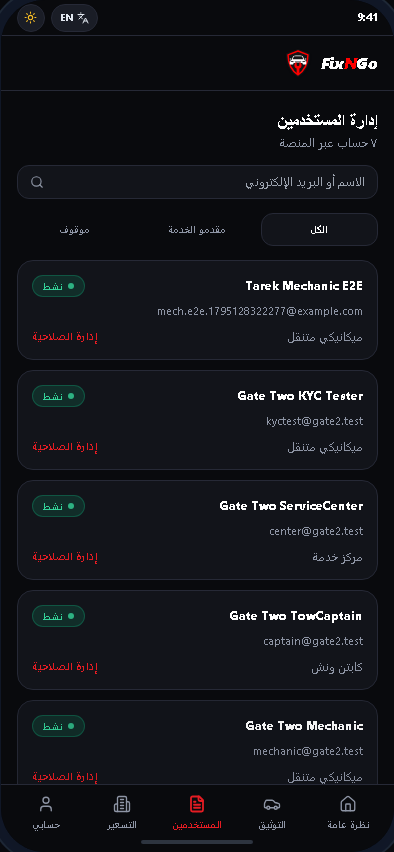 9:41
EN
FixNGo
إدارة المستخدمين
٧ حساب عبر المنصة
الاسم أو البريد الإلكتروني
الكل
مقدمو الخدمة
موقوف
Tarek Mechanic E2E
نشط
mech.e2e.1795128322277@example.com
ميكانيكي متنقل
إدارة الصلاحية
Gate Two KYC Tester
نشط
kyctest@gate2.test
ميكانيكي متنقل
إدارة الصلاحية
Gate Two ServiceCenter
نشط
center@gate2.test
مركز خدمة
إدارة الصلاحية
Gate Two TowCaptain
نشط
captain@gate2.test
كابتن ونش
إدارة الصلاحية
Gate Two Mechanic
نشط
mechanic@gate2.test
ميكانيكي متنقل
إدارة الصلاحية
نظرة عامة
التوثيق
المستخدمين
التسعير
حسابي